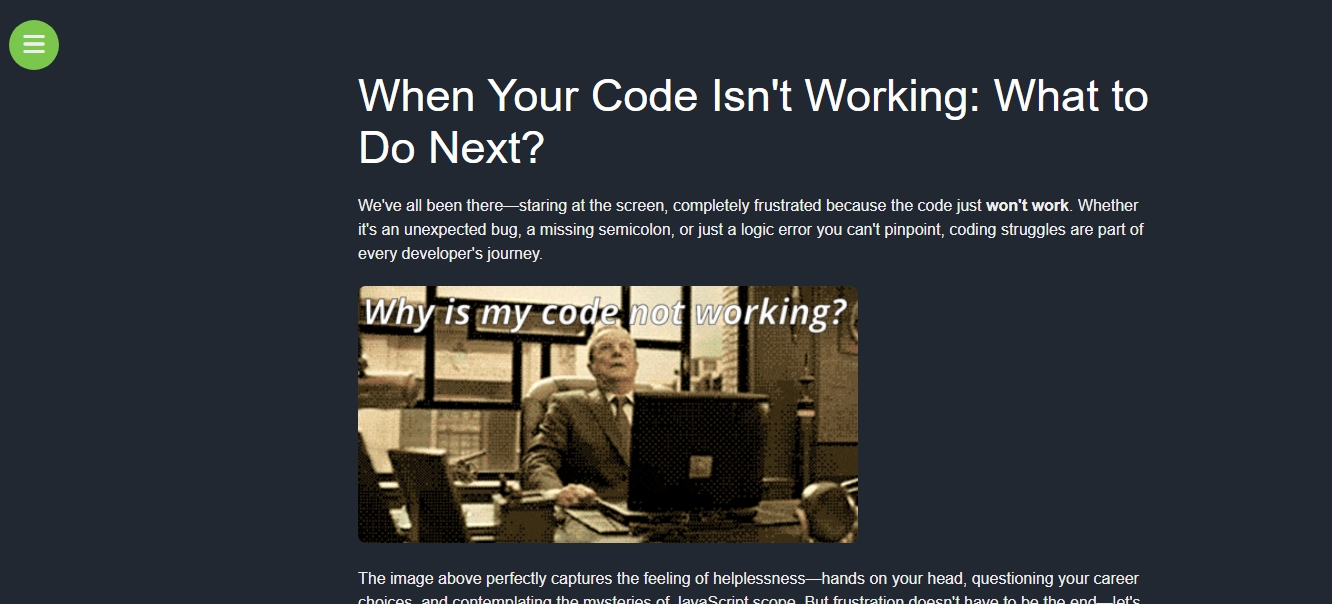 When Your Code Isn't Working: What to
Do Next?
We've all been there—staring at the screen, completely frustrated because the code just won't work. Whether
it's an unexpected bug, a missing semicolon, or just a logic error you can't pinpoint, coding struggles are part of
every developer's journey.
Why is my code not working?
The image above perfectly captures the feeling of helplessness—hands on your head, questioning your career
choices, and contemplating the mysteries of JavaScript scope. But frustration doesn't have to be the end—let's